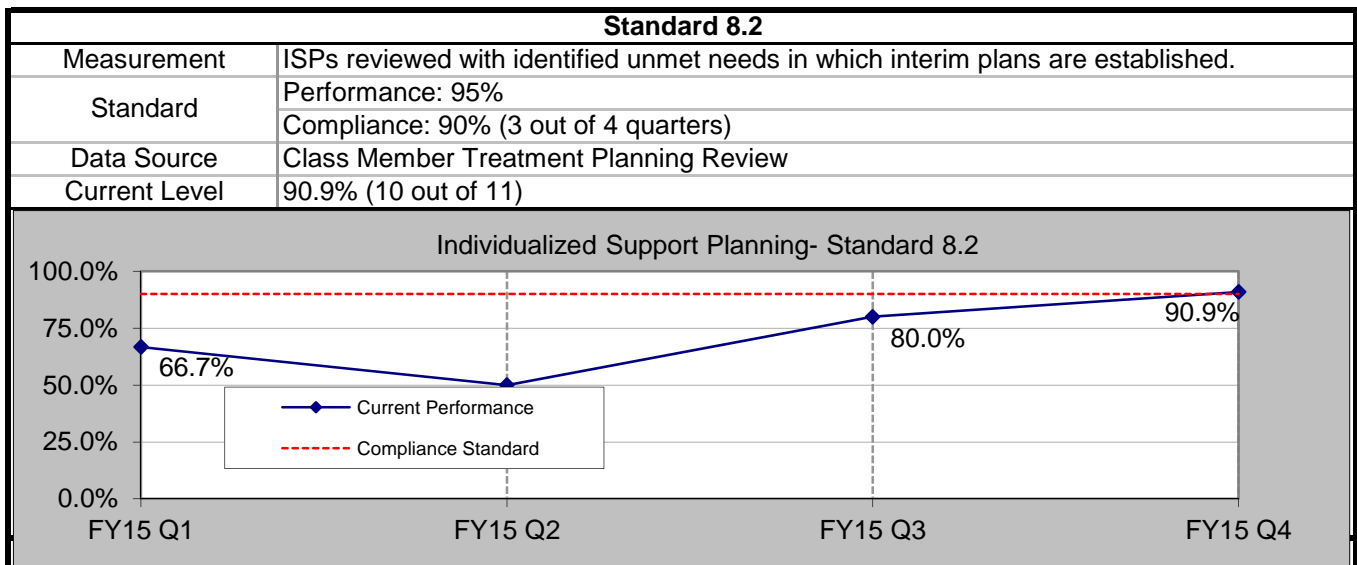 Standard 8.2
Measurement ISPs reviewed with identified unmet needs in which interim plans are established.
Standard Performance: 95%
Compliance: 90% (3 out of 4 quarters)
Data Source Class Member Treatment Planning Review
Current Level 90.9% (10 out of 11)
Individualized Support Planning- Standard 8.2
100.0%
75.0%
50.0%
25.0%
0.0%
66.7%
80.0%
90.9%
Current Performance
Compliance Standard
FY15 Q1 FY15 Q2 FY15 Q3 FY15 Q4